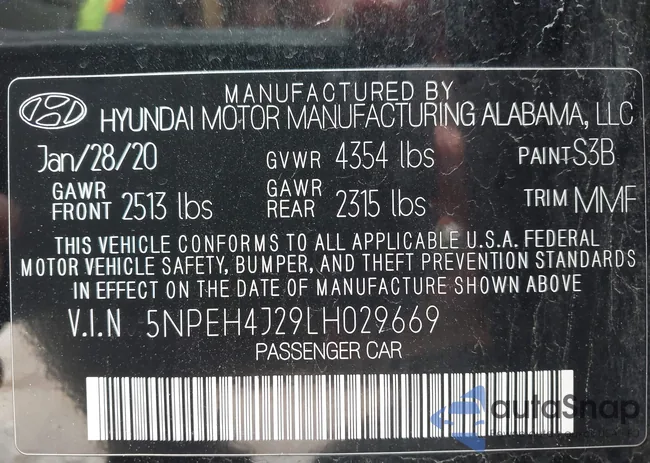 MANUFACTURED BY
HYUNDAI MOTOR MANUFACTURING ALABAMA, LLC
Jan/28/20 GVWR 4354 lbs PAINT S3B
GAWR FRONT 2513 lbs GAWR REAR 2315 lbs TRIM MMF
THIS VEHICLE CONFORMS TO ALL APPLICABLE U.S.A. FEDERAL
MOTOR VEHICLE SAFETY, BUMPER, AND THEFT PREVENTION STANDARDS
IN EFFECT ON THE DATE OF MANUFACTURE SHOWN ABOVE
V.I.N 5NPEH4J29LH029669
PASSENGER CAR
autoSnap